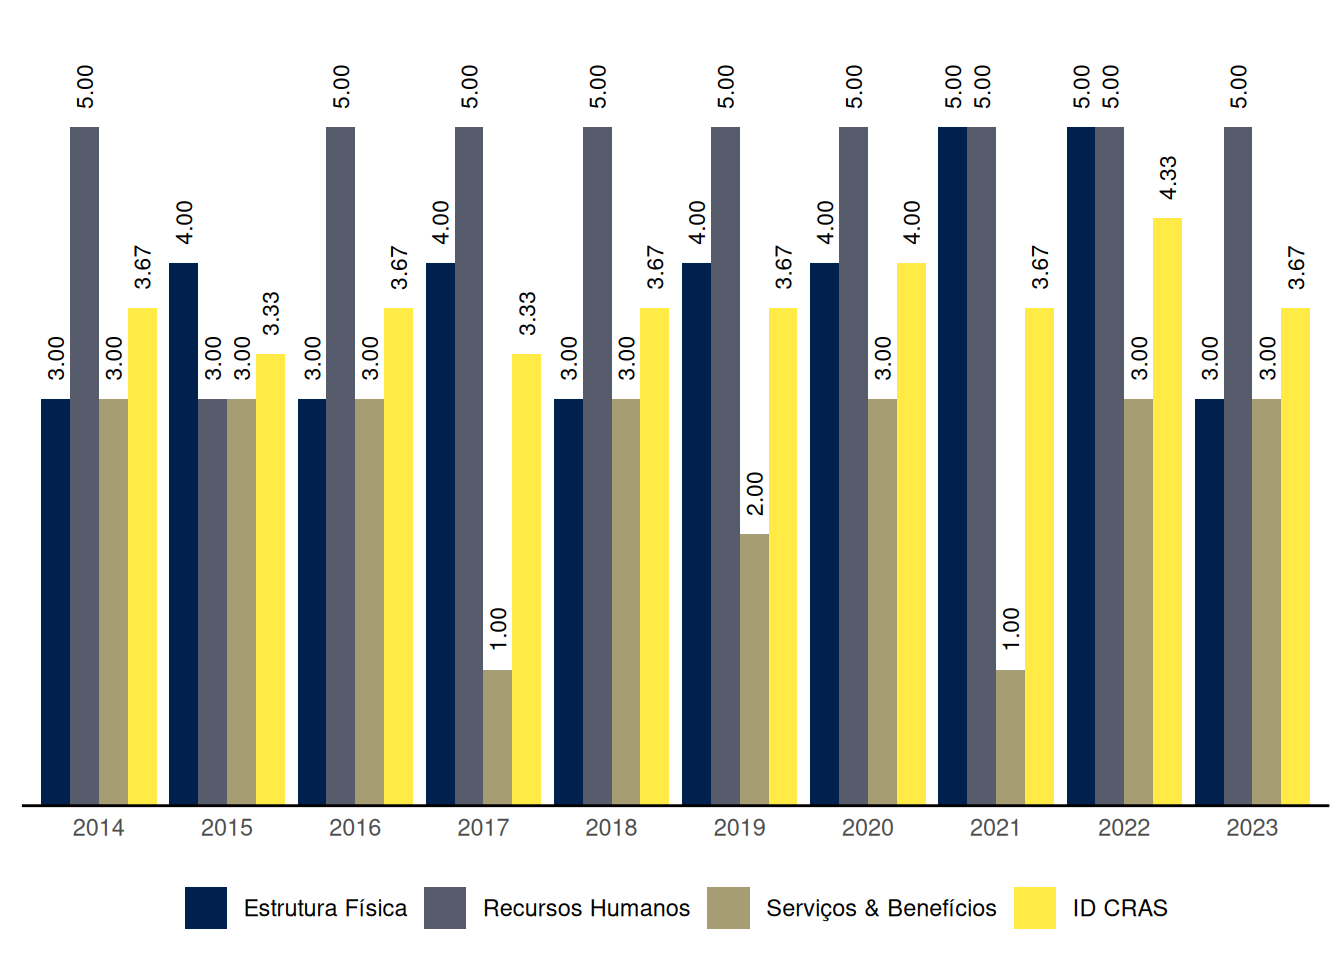 5.00 5.00 5.00 5.00 5.00 5.00 5.00 5.00 5.00 5.00 5.00
4.33
4.00 4.00 4.00 4.00 4.00
3.67 3.67 3.67 3.67 3.67 3.67
3.33 3.33
3.00 3.00 3.00 3.00 3.00 3.00 3.00 3.00 3.00 3.00 3.00 3.00 3.00
2.00
1.00 1.00
2014 2015 2016 2017 2018 2019 2020 2021 2022 2023
Estrutura Física Recursos Humanos Serviços & Benefícios ID CRAS